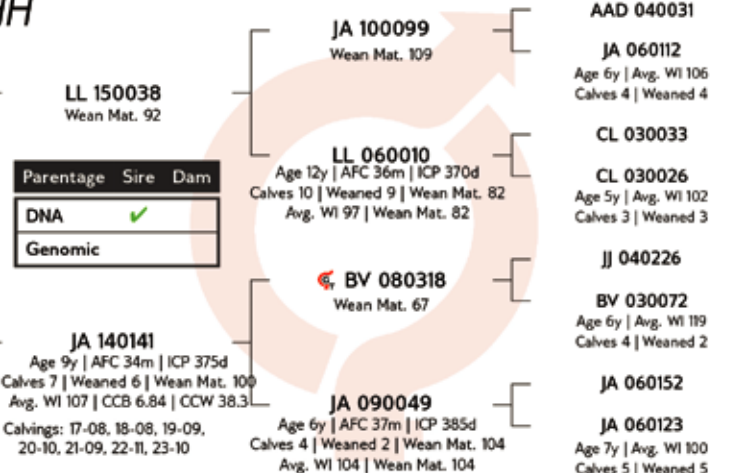 LL 150038
Wean Mat. 92
Parentage Sire Dam
DNA ✔
Genomic
JA 140141
Age 9y | AFC 34m | ICP 375d
Calves 7 | Weaned 6 | Wean Mat. 100
Avg. WI 107 | CCB 6.84 | CCW 38.3
Calvings: 17-08, 18-08, 19-09,
20-10, 21-09, 22-11, 23-10
JA 100099
Wean Mat. 109
LL 060010
Age 12y | AFC 36m | ICP 370d
Calves 10 | Weaned 9 | Wean Mat. 82
Avg. WI 97 | Wean Mat. 82
BV 080318
Wean Mat. 67
JA 090049
Age 6y | AFC 37m | ICP 385d
Calves 4 | Weaned 2 | Wean Mat. 104
Avg. WI 104 | Wean Mat. 104
AAD 040031
JA 060112
Age 6y | Avg. WI 106
Calves 4 | Weaned 4
CL 030033
CL 030026
Age 5y | Avg. WI 102
Calves 3 | Weaned 3
JJ 040226
BV 030072
Age 6y | Avg. WI 119
Calves 4 | Weaned 2
JA 060152
JA 060123
Age 7y | Avg. WI 100
Calves 5 | Weaned 5